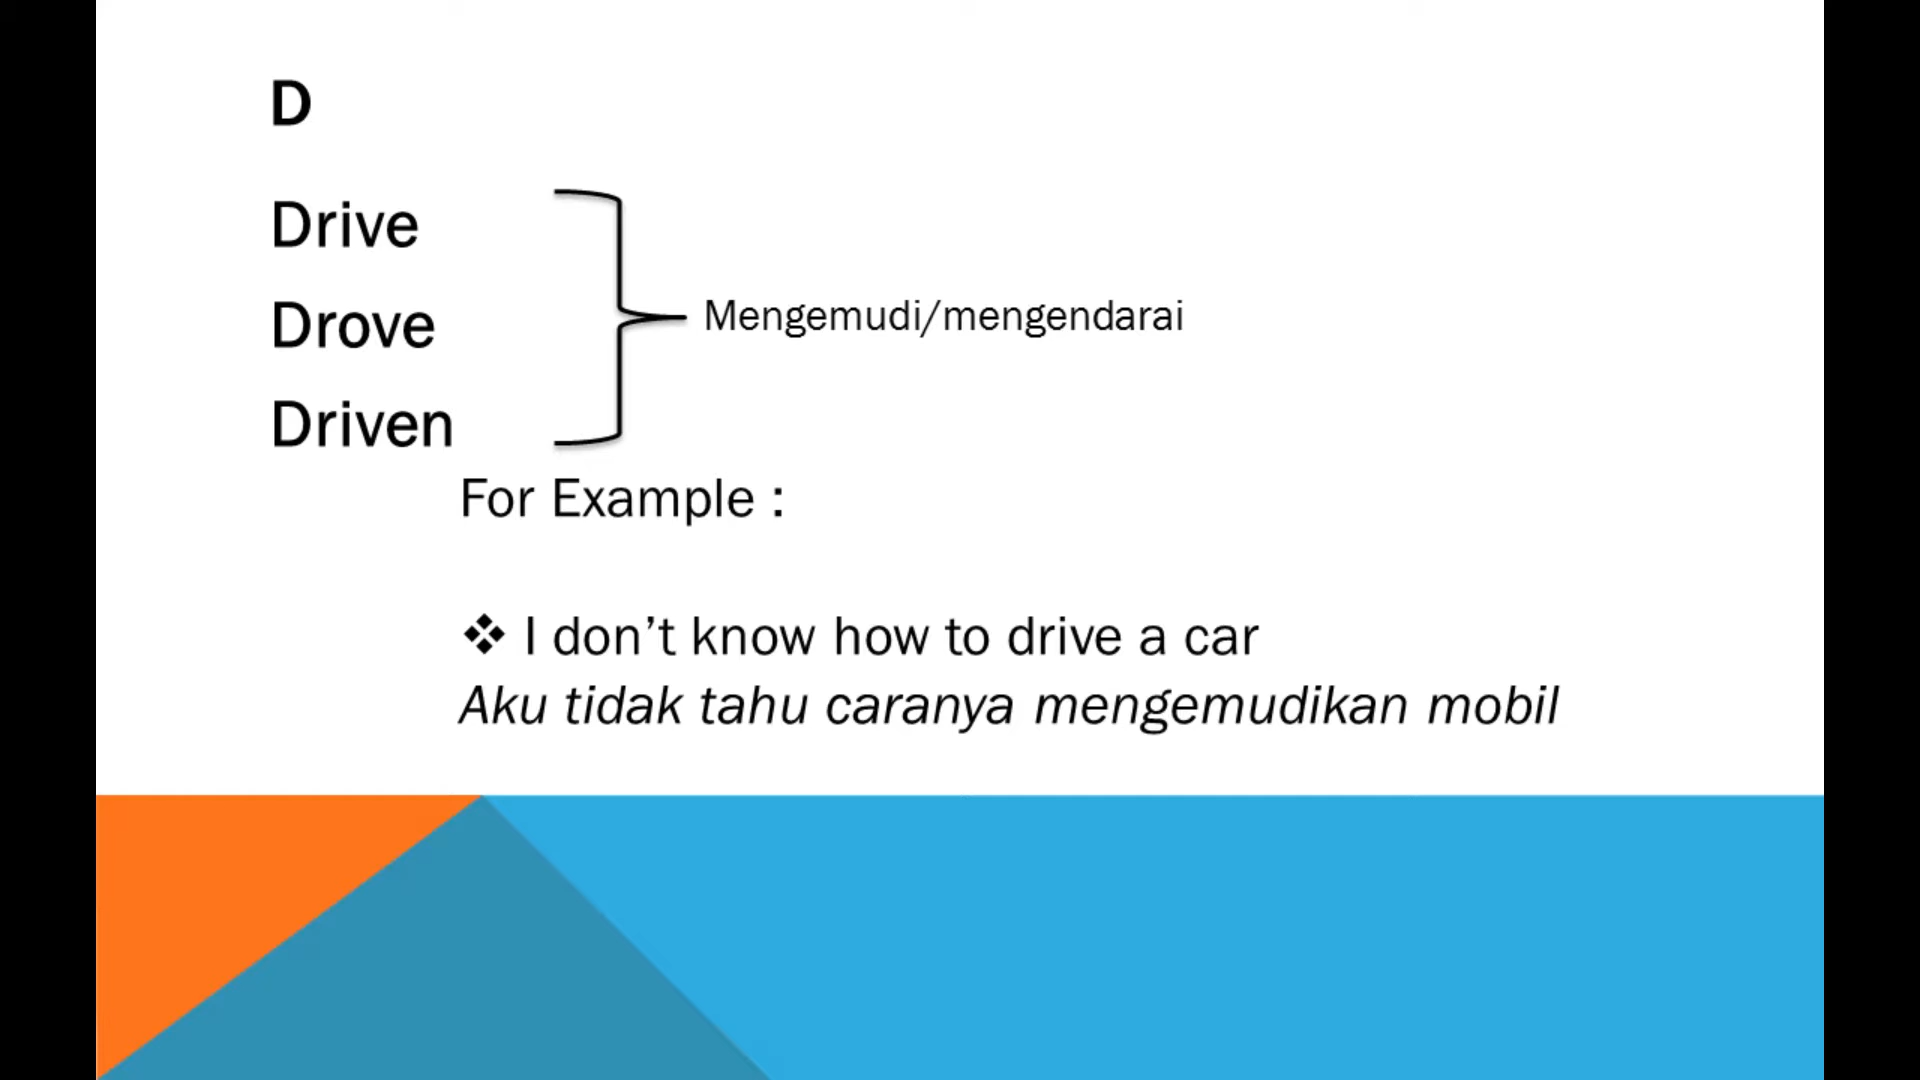 D
Drive
Drove
Driven
Mengemudi/mengendarai
For Example :
❖ I don’t know how to drive a car
Aku tidak tahu caranya mengemudikan mobil